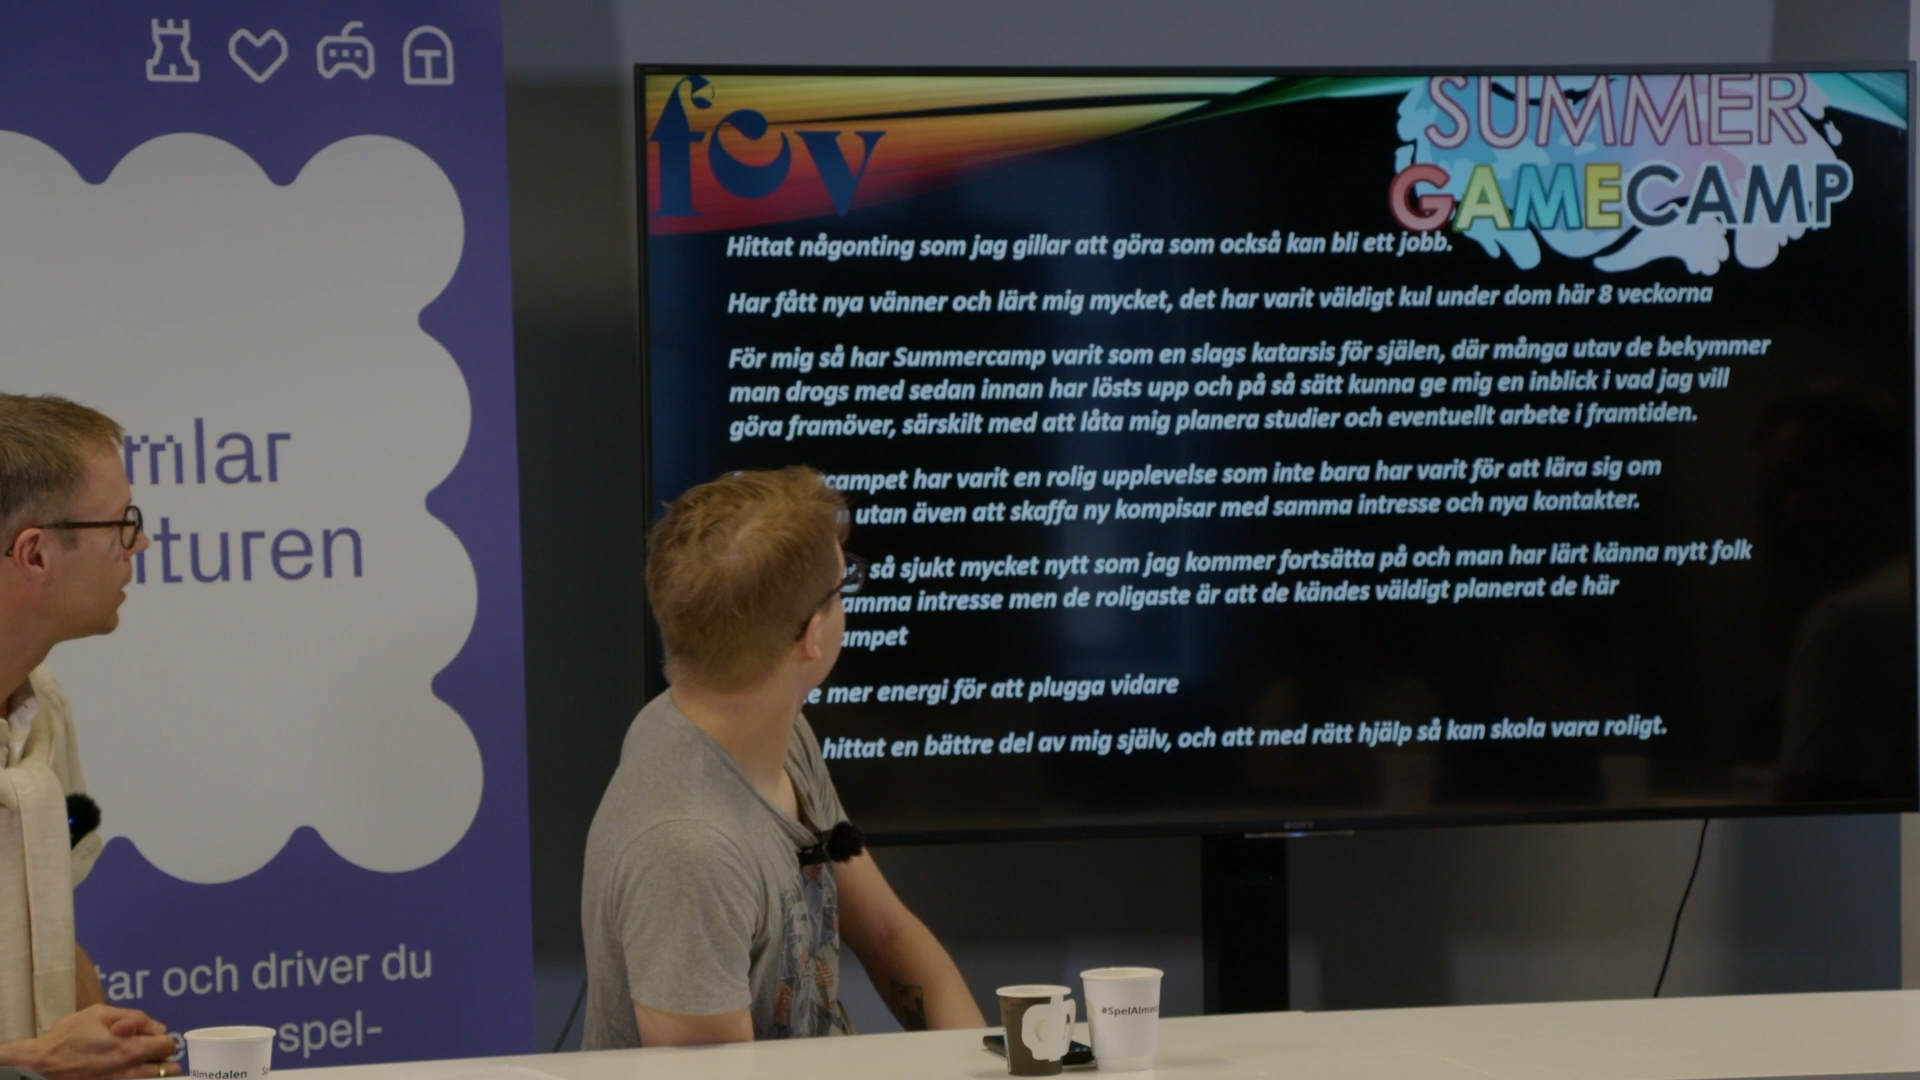 mlar
turen
tar och driver du
spel-
fev
SUMMER
GAMECAMP
Hittat någonting som jag gillar att göra som också kan bli ett jobb.
Har fått nya vänner och lärt mig mycket, det har varit väldigt kul under dom här 8 veckorna
För mig så har Summercamp varit som en slags katarsis för själen, där många utav de bekymmer
man drogs med sedan innan har lösts upp och på så sätt kunna ge mig en inblick i vad jag vill
göra framöver, särskilt med att låta mig planera studier och eventuellt arbete i framtiden.
campet har varit en rolig upplevelse som inte bara har varit för att lära sig om
utan även att skaffa ny kompisar med samma intresse och nya kontakter.
så sjukt mycket nytt som jag kommer fortsätta på och man har lärt känna nytt folk
amma intresse men de roligaste är att de kändes väldigt planerat de här
ampet
e mer energi för att plugga vidare
hittat en bättre del av mig själv, och att med rätt hjälp så kan skola vara roligt.
SONY
#SpelAlmed
Almedalen